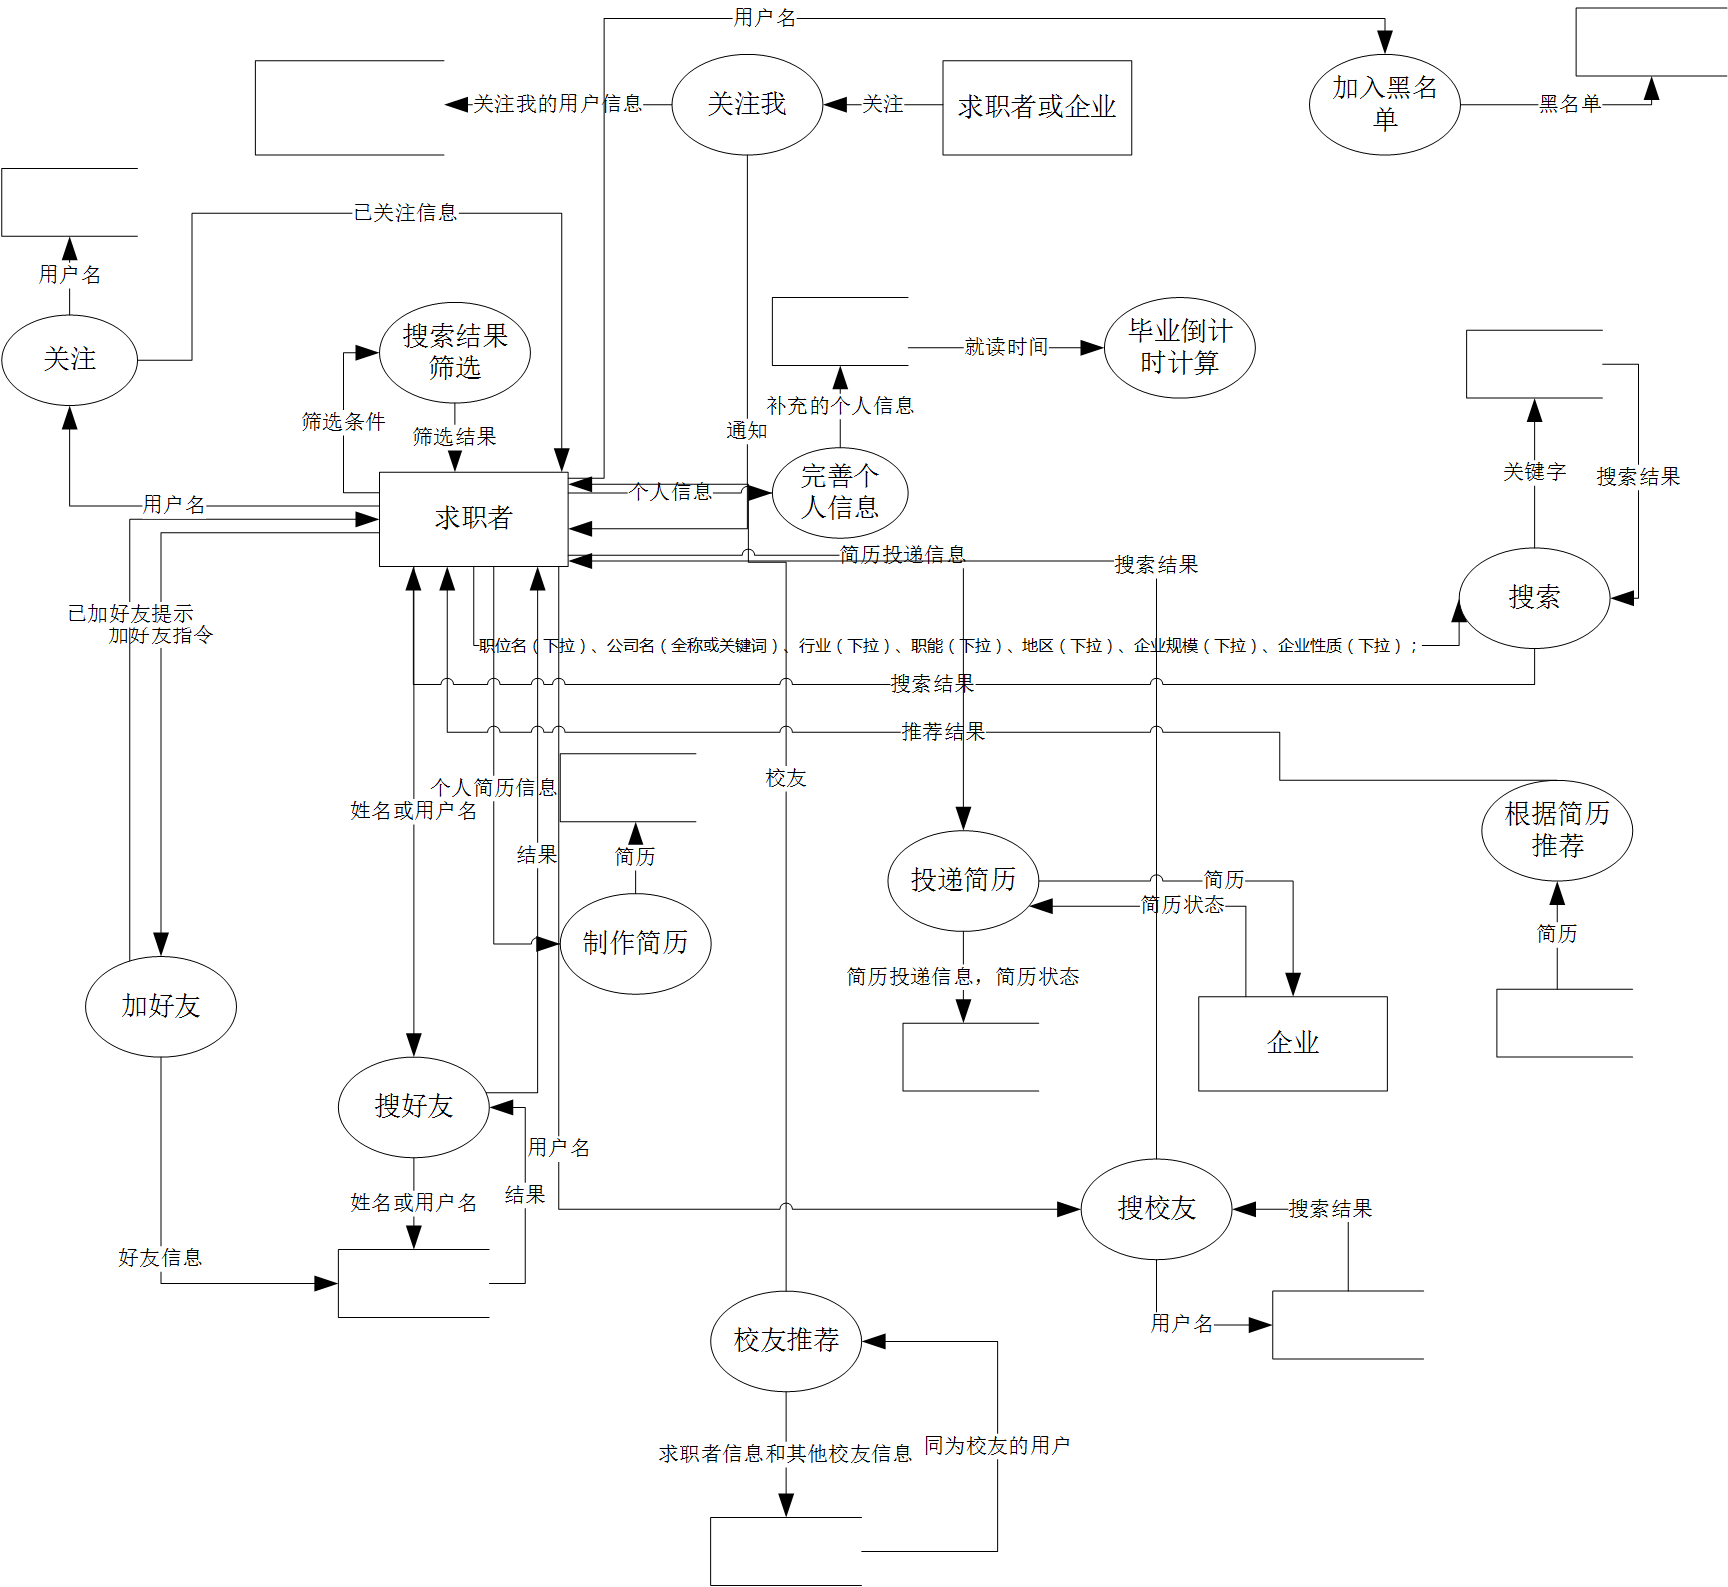 用户名
关注我的用户信息
关注我
关注
求职者或企业
加入黑名
单
黑名单
已关注信息
用户名
关注
搜索结果
筛选
筛选条件
筛选结果
通知
就读时间
毕业倒计
时计算
补充的个人信息
完善个
人信息
关键字
搜索结果
用户名
求职者
个人信息
简历投递信息
搜索结果
搜索
已加好友提示
加好友指令
职位名（下拉）、公司名（全称或关键词）、行业（下拉）、职能（下拉）、地区（下拉）、企业规模（下拉）、企业性质（下拉）；
搜索结果
推荐结果
校友
个人简历信息
姓名或用户名
结果
简历
制作简历
投递简历
简历
简历状态
根据简历
推荐
简历
简历投递信息，简历状态
企业
加好友
搜好友
用户名
姓名或用户名
结果
好友信息
搜校友
搜索结果
用户名
校友推荐
求职者信息和其他校友信息
同为校友的用户